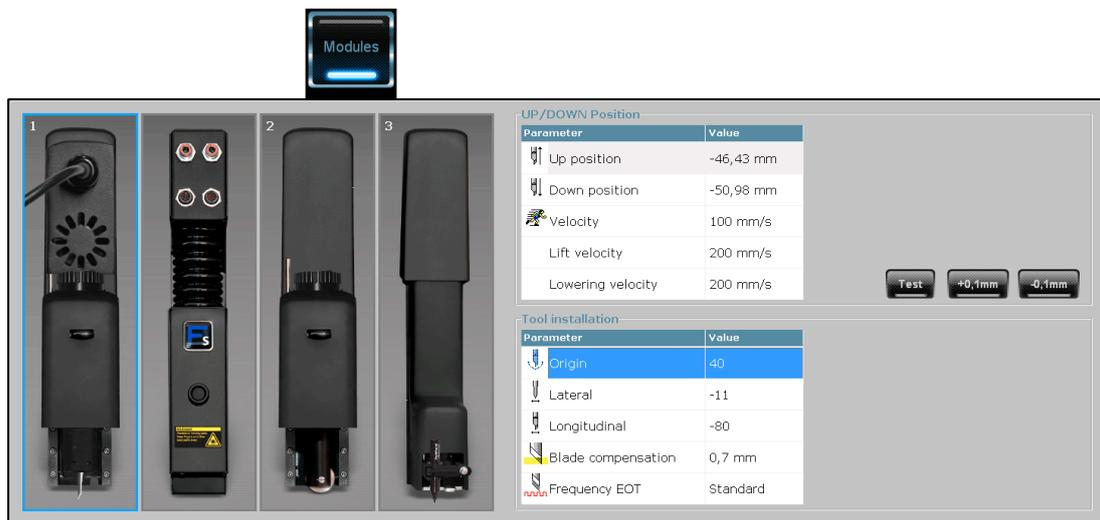 Modules
1
2
3
UP/DOWN Position
Parameter Value
Up position -46,43 mm
Down position -50,98 mm
Velocity 100 mm/s
Lift velocity 200 mm/s
Lowering velocity 200 mm/s
Test +0,1mm -0,1mm
Tool installation
Parameter Value
Origin 40
Lateral -11
Longitudinal -80
Blade compensation 0,7 mm
Frequency EOT Standard